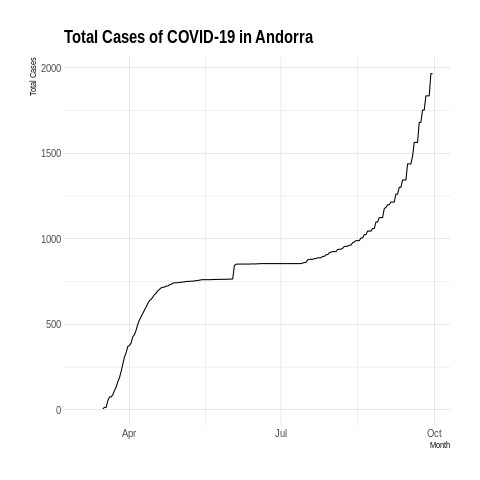 Total Cases of COVID-19 in Andorra
Total Cases
2000
1500
1000
500
0
Apr
Jul
Oct
Month